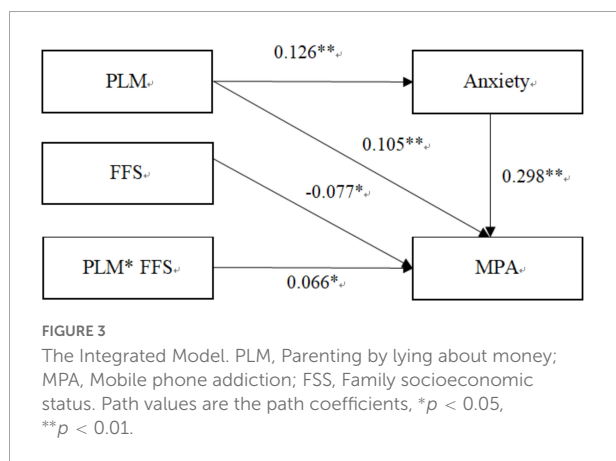 0.126**
PLM
Anxiety
0.105**
FFS
0.298**
-0.077*
PLM* FFS
MPA
0.066*
FIGURE 3
The Integrated Model. PLM, Parenting by lying about money;
MPA, Mobile phone addiction; FSS, Family socioeconomic
status. Path values are the path coefficients, *p < 0.05,
**p < 0.01.